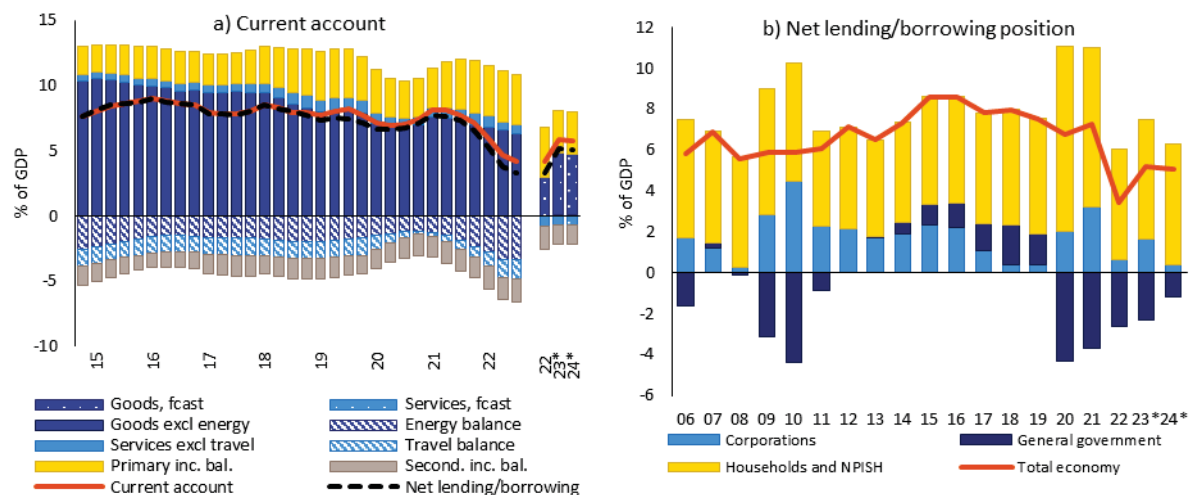 a) Current account
% of GDP
15
10
5
0
-5
-10
15
16
17
18
19
20
21
22
22
23*
24*
Goods, fcast
Services, fcast
Goods excl energy
Energy balance
Services excl travel
Travel balance
Primary inc. bal.
Second. inc. bal.
Current account
Net lending/borrowing
b) Net lending/borrowing position
% of GDP
12
10
8
6
4
2
0
-2
-4
-6
06 07 08 09 10 11 12 13 14 15 16 17 18 19 20 21 22 23* 24*
Corporations
General government
Households and NPISH
Total economy